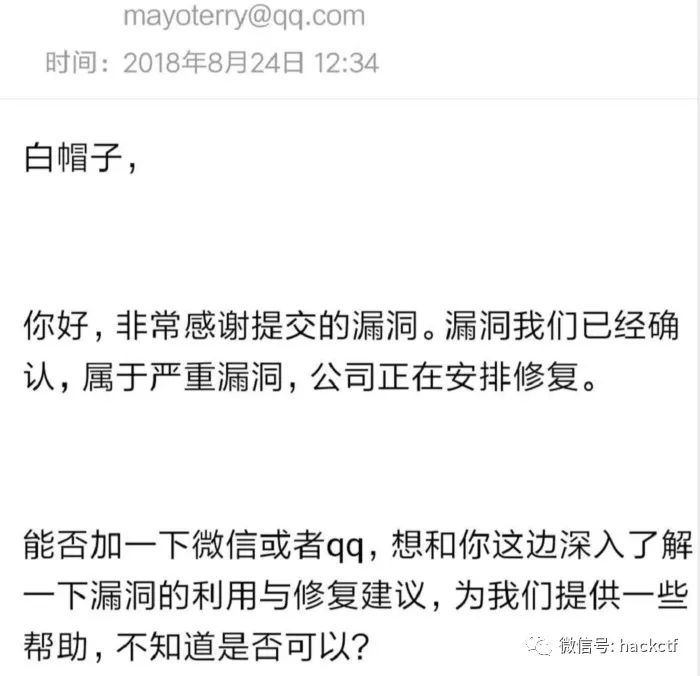 mayoterry@qq.com
时间：2018年8月24日 12:34
白帽子，
你好，非常感谢提交的漏洞。漏洞我们已经确
认，属于严重漏洞，公司正在安排修复。
能否加一下微信或者qq，想和你这边深入了解
一下漏洞的利用与修复建议，为我们提供一些
帮助，不知道是否可以？
微信号: hackctf